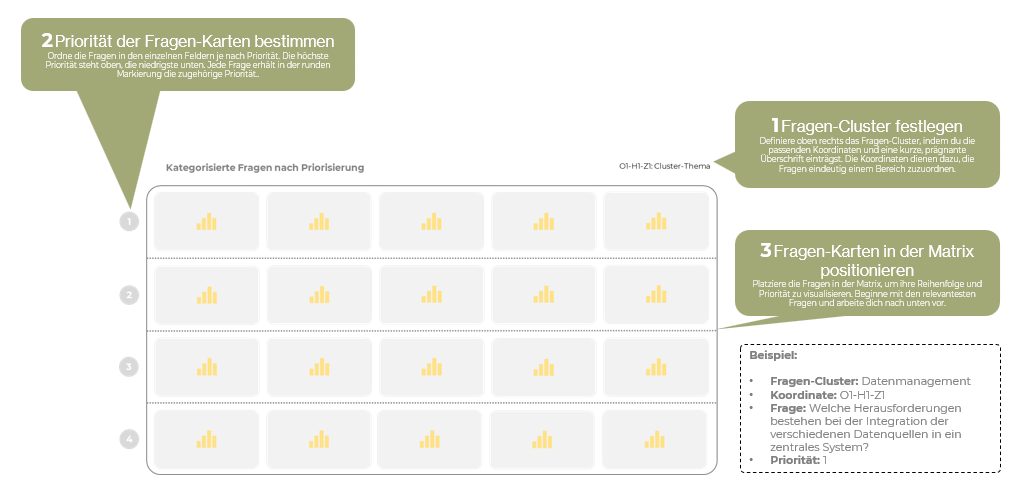 2 Priorität der Fragen-Karten bestimmen
Ordne die Fragen in den einzelnen Feldern je nach Priorität. Die höchste
Priorität steht oben, die niedrigste unten. Jede Frage erhält in der runden
Markierung die zugehörige Priorität..
1 Fragen-Cluster festlegen
Definiere oben rechts das Fragen-Cluster, indem du die
passenden Koordinaten und eine kurze, prägnante
Überschrift einträgst. Die Koordinaten dienen dazu, die
Fragen eindeutig einem Bereich zuzuordnen.
Kategorisierte Fragen nach Priorisierung
O1-H1-Z1: Cluster-Thema
1
2
3
4
3 Fragen-Karten in der Matrix
positionieren
Platziere die Fragen in der Matrix, um ihre Reihenfolge und
Priorität zu visualisieren. Beginne mit den relevantesten
Fragen und arbeite dich nach unten vor.
Beispiel:
• Fragen-Cluster: Datenmanagement
• Koordinate: O1-H1-Z1
• Frage: Welche Herausforderungen
bestehen bei der Integration der
verschiedenen Datenquellen in ein
zentrales System?
• Priorität: 1